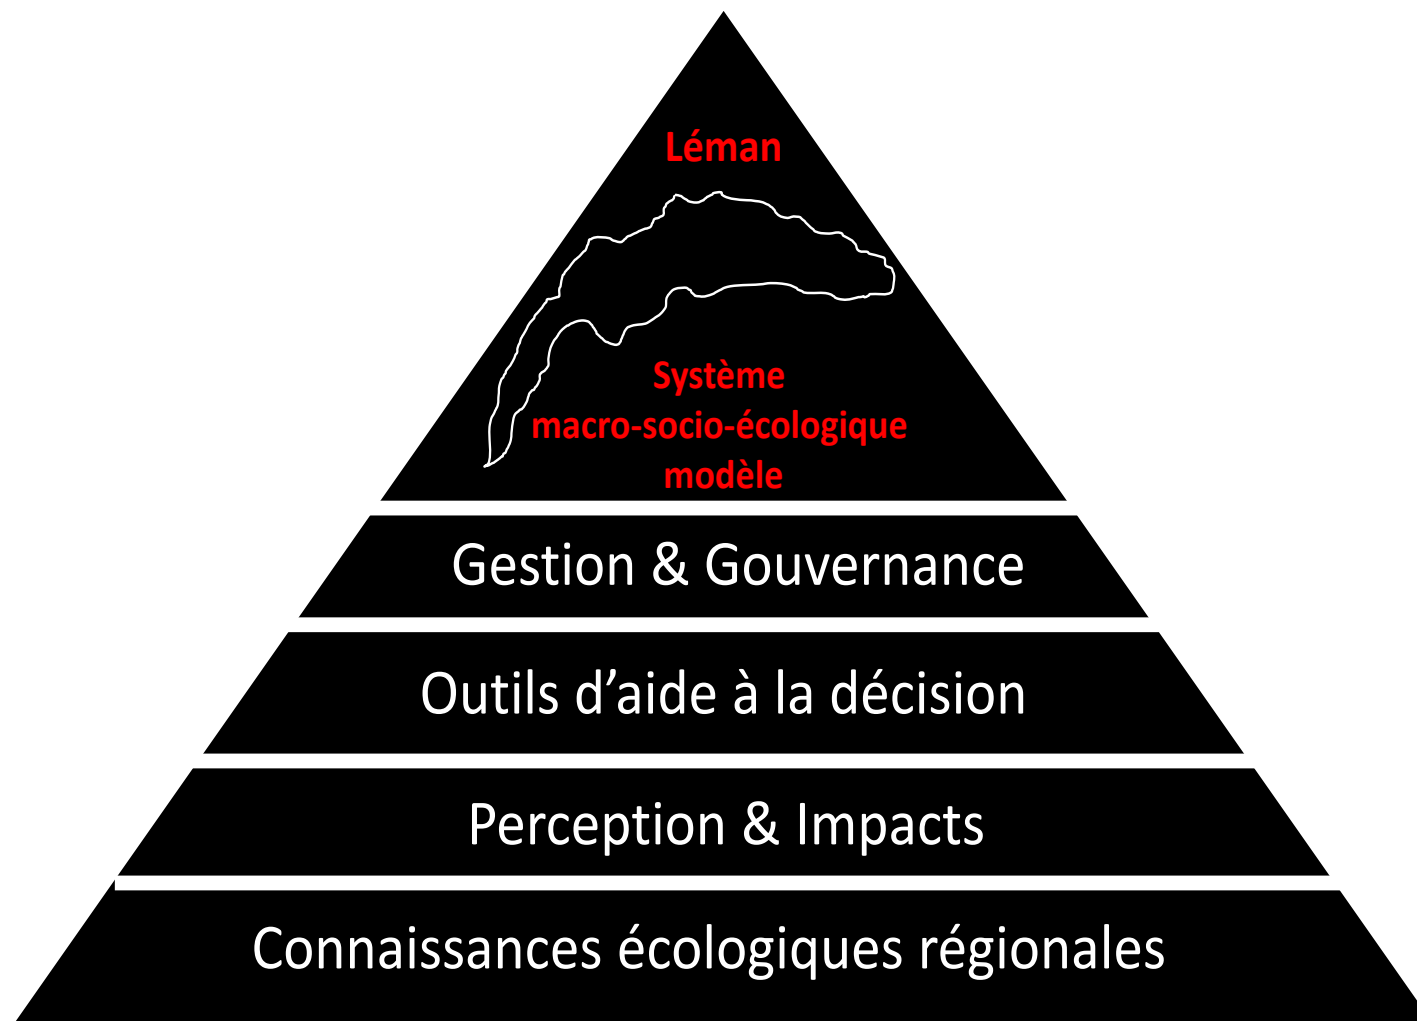 Léman
Système
macro-socio-écologique
modèle
Gestion & Gouvernance
Outils d’aide à la décision
Perception & Impacts
Connaissances écologiques régionales